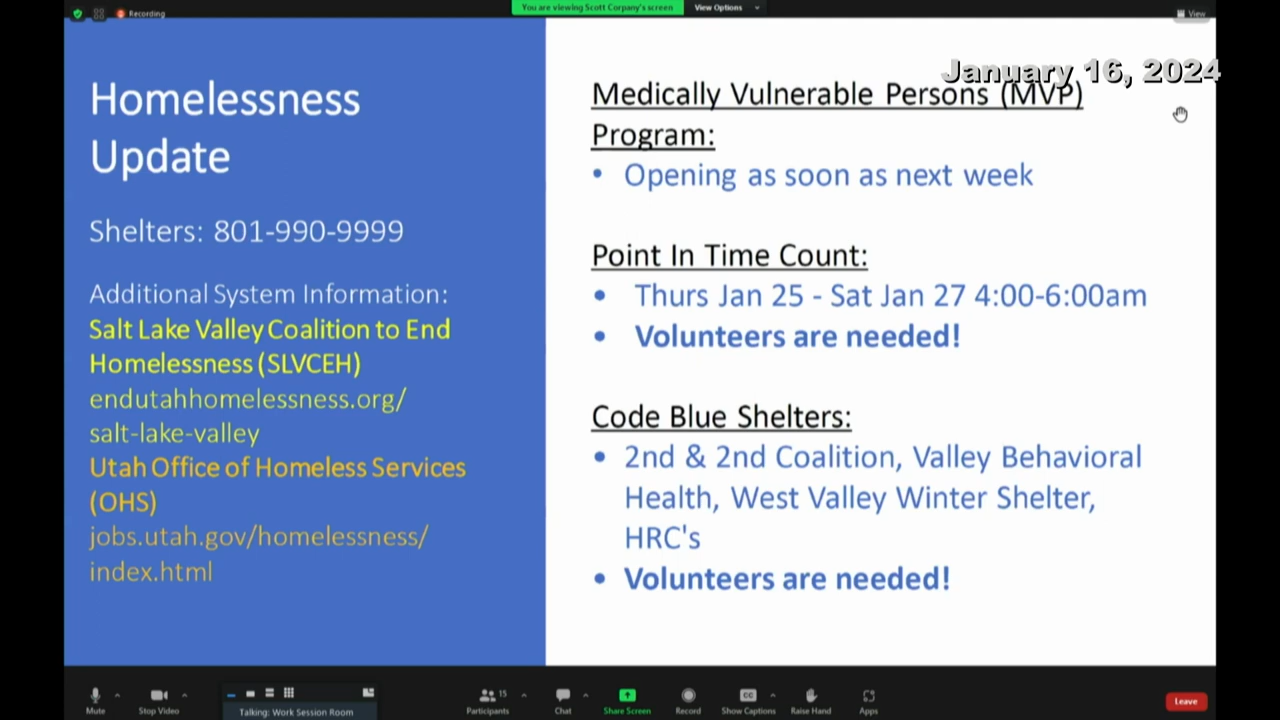 Recording
You are viewing Scott Corpany's screen
View Options
View
January 16, 2024
Homelessness
Update
Shelters: 801-990-9999
Additional System Information:
Salt Lake Valley Coalition to End
Homelessness (SLVCEH)
endutahhomelessness.org/
salt-lake-valley
Utah Office of Homeless Services
(OHS)
jobs.utah.gov/homelessness/
index.html
Medically Vulnerable Persons (MVP)
Program:
• Opening as soon as next week
Point In Time Count:
• Thurs Jan 25 - Sat Jan 27 4:00-6:00am
• Volunteers are needed!
Code Blue Shelters:
• 2nd & 2nd Coalition, Valley Behavioral
Health, West Valley Winter Shelter,
HRC's
• Volunteers are needed!
Mute
Stop Video
Talking: Work Session Room
15
Participants
Chat
Share Screen
Record
CC
Show Captions
Raise Hand
Apps
Leave